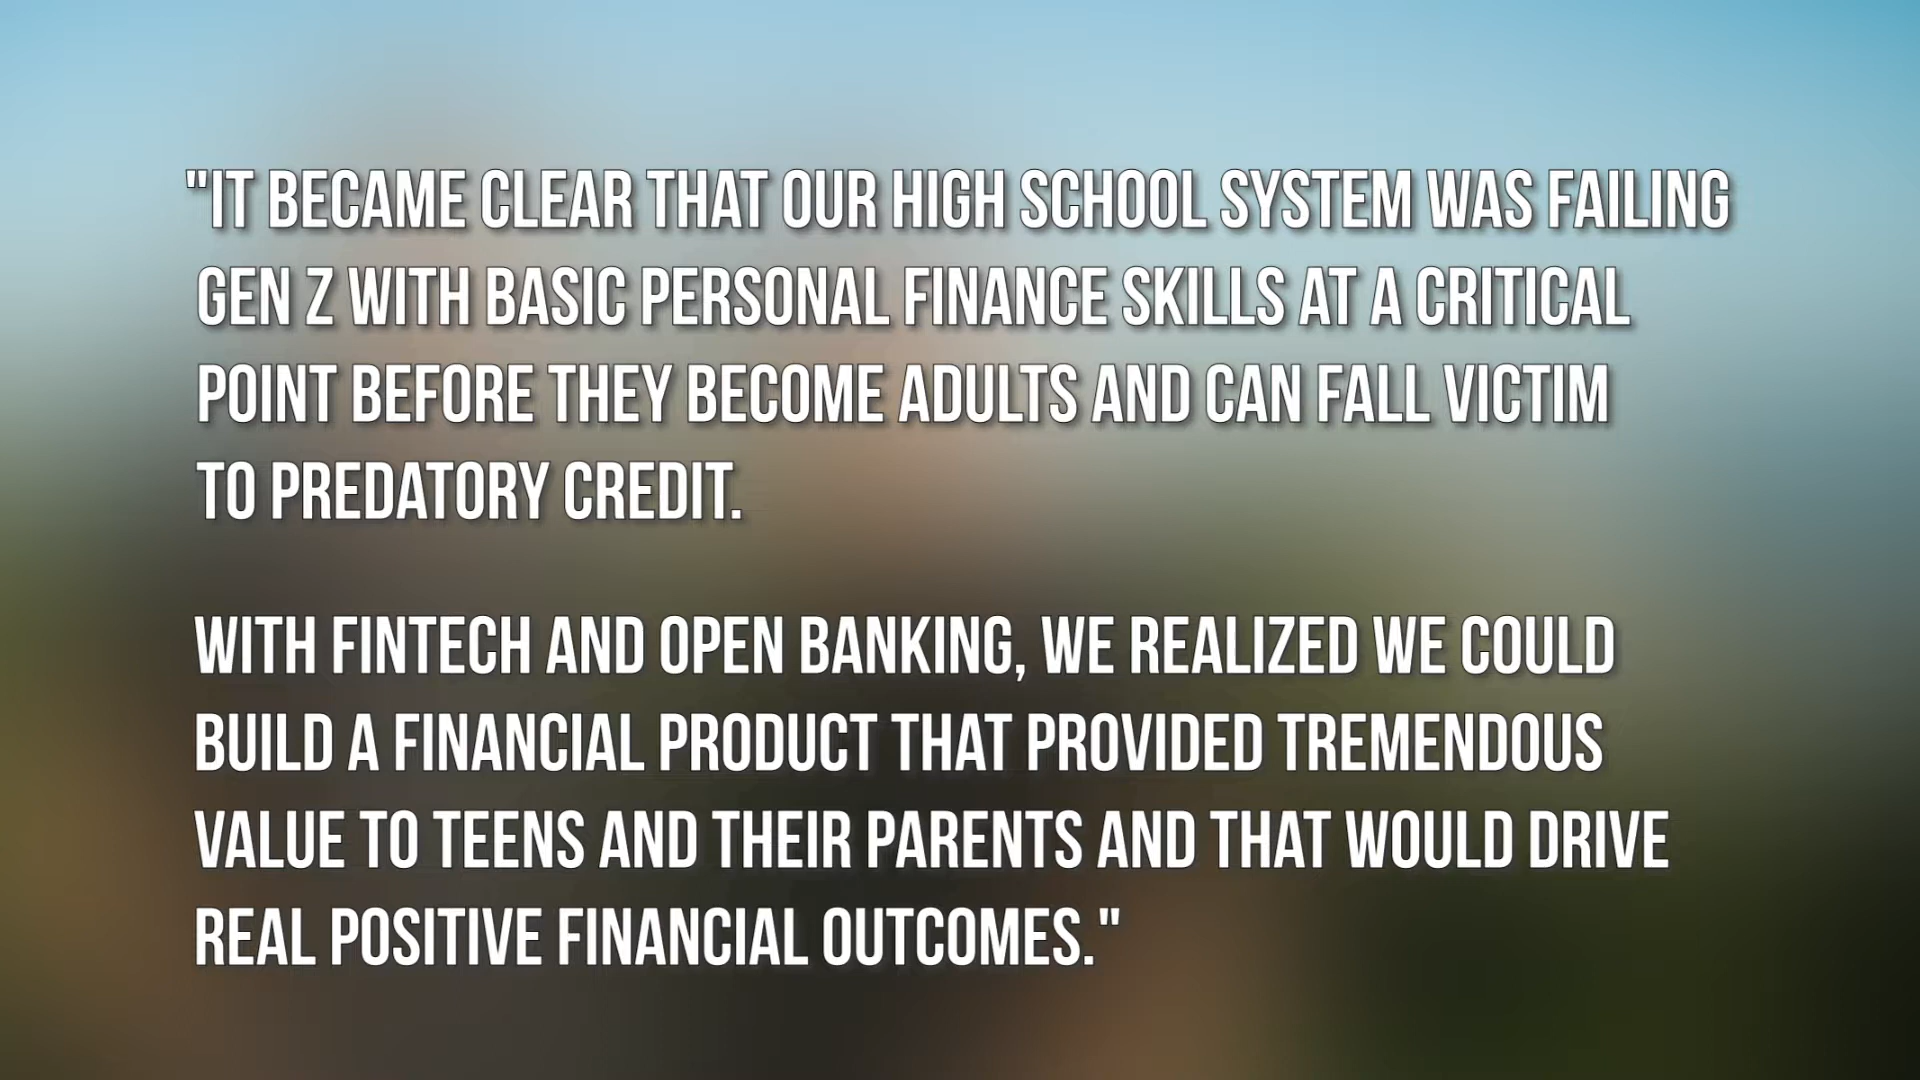 "IT BECAME CLEAR THAT OUR HIGH SCHOOL SYSTEM WAS FAILING
GEN Z WITH BASIC PERSONAL FINANCE SKILLS AT A CRITICAL
POINT BEFORE THEY BECOME ADULTS AND CAN FALL VICTIM
TO PREDATORY CREDIT.
WITH FINTECH AND OPEN BANKING, WE REALIZED WE COULD
BUILD A FINANCIAL PRODUCT THAT PROVIDED TREMENDOUS
VALUE TO TEENS AND THEIR PARENTS AND THAT WOULD DRIVE
REAL POSITIVE FINANCIAL OUTCOMES."